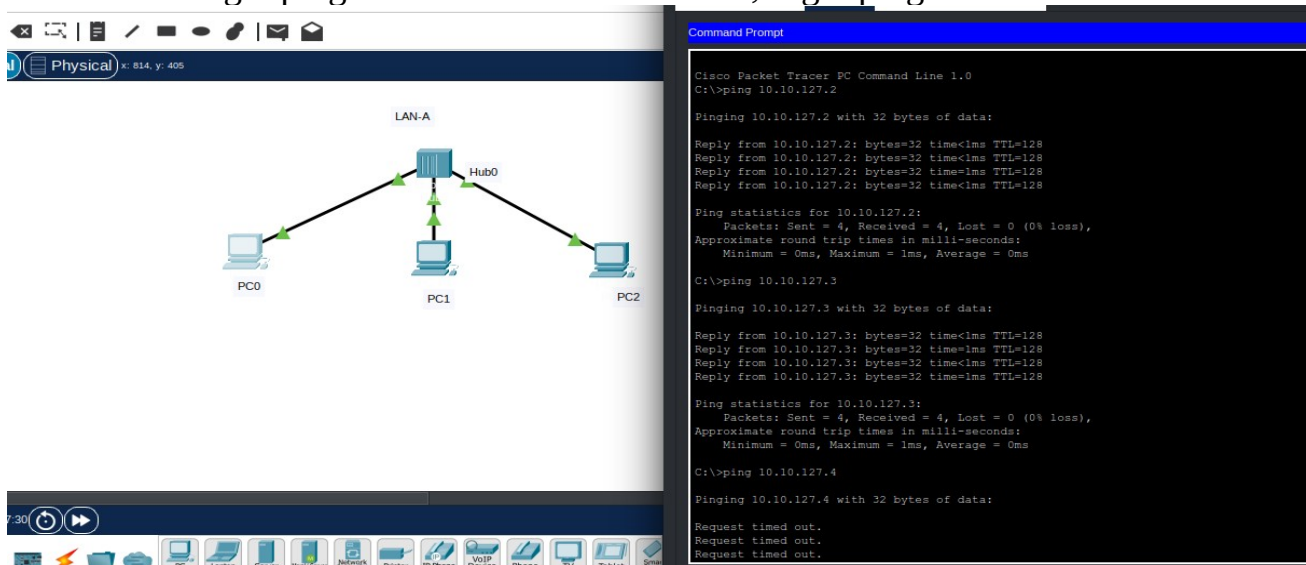 Physical x: 814, y: 405
LAN-A
Hub0
PC0
PC1
PC2
7:30
Command Prompt
Cisco Packet Tracer PC Command Line 1.0
C:\>ping 10.10.127.2
Pinging 10.10.127.2 with 32 bytes of data:
Reply from 10.10.127.2: bytes=32 time<1ms TTL=128
Reply from 10.10.127.2: bytes=32 time<1ms TTL=128
Reply from 10.10.127.2: bytes=32 time=1ms TTL=128
Reply from 10.10.127.2: bytes=32 time<1ms TTL=128
Ping statistics for 10.10.127.2:
Packets: Sent = 4, Received = 4, Lost = 0 (0% loss),
Approximate round trip times in milli-seconds:
Minimum = 0ms, Maximum = 1ms, Average = 0ms
C:\>ping 10.10.127.3
Pinging 10.10.127.3 with 32 bytes of data:
Reply from 10.10.127.3: bytes=32 time<1ms TTL=128
Reply from 10.10.127.3: bytes=32 time=1ms TTL=128
Reply from 10.10.127.3: bytes=32 time<1ms TTL=128
Reply from 10.10.127.3: bytes=32 time=1ms TTL=128
Ping statistics for 10.10.127.3:
Packets: Sent = 4, Received = 4, Lost = 0 (0% loss),
Approximate round trip times in milli-seconds:
Minimum = 0ms, Maximum = 1ms, Average = 0ms
C:\>ping 10.10.127.4
Pinging 10.10.127.4 with 32 bytes of data:
Request timed out.
Request timed out.
Request timed out.